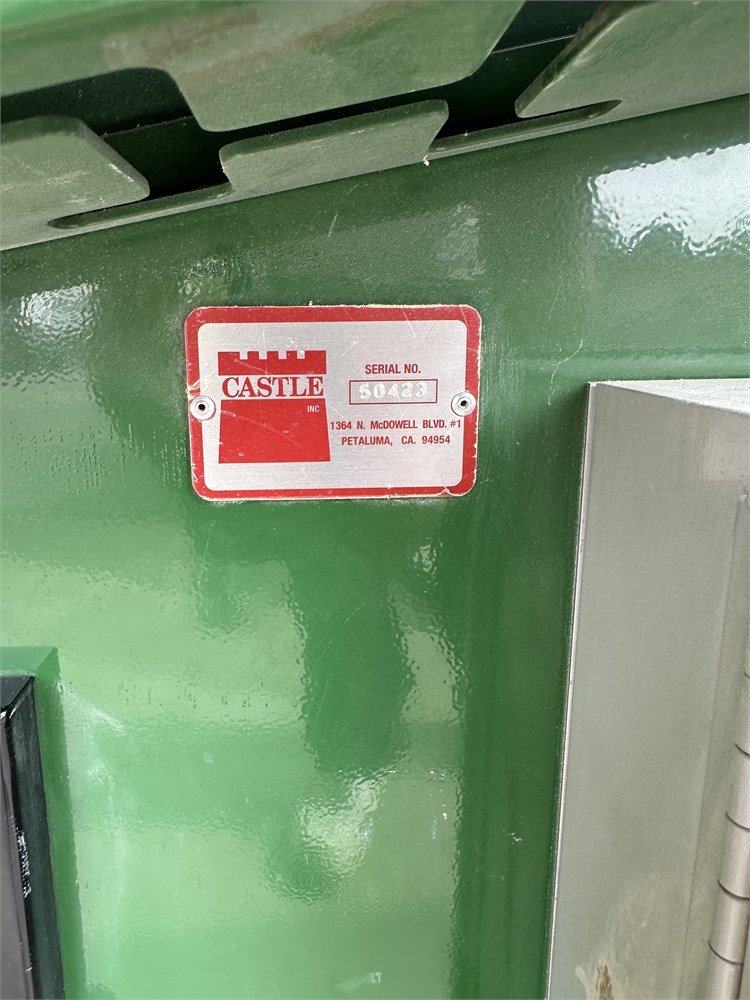 CASTLE
INC
SERIAL NO.
50423
1364 N. McDOWELL BLVD. #1
PETALUMA, CA. 94954